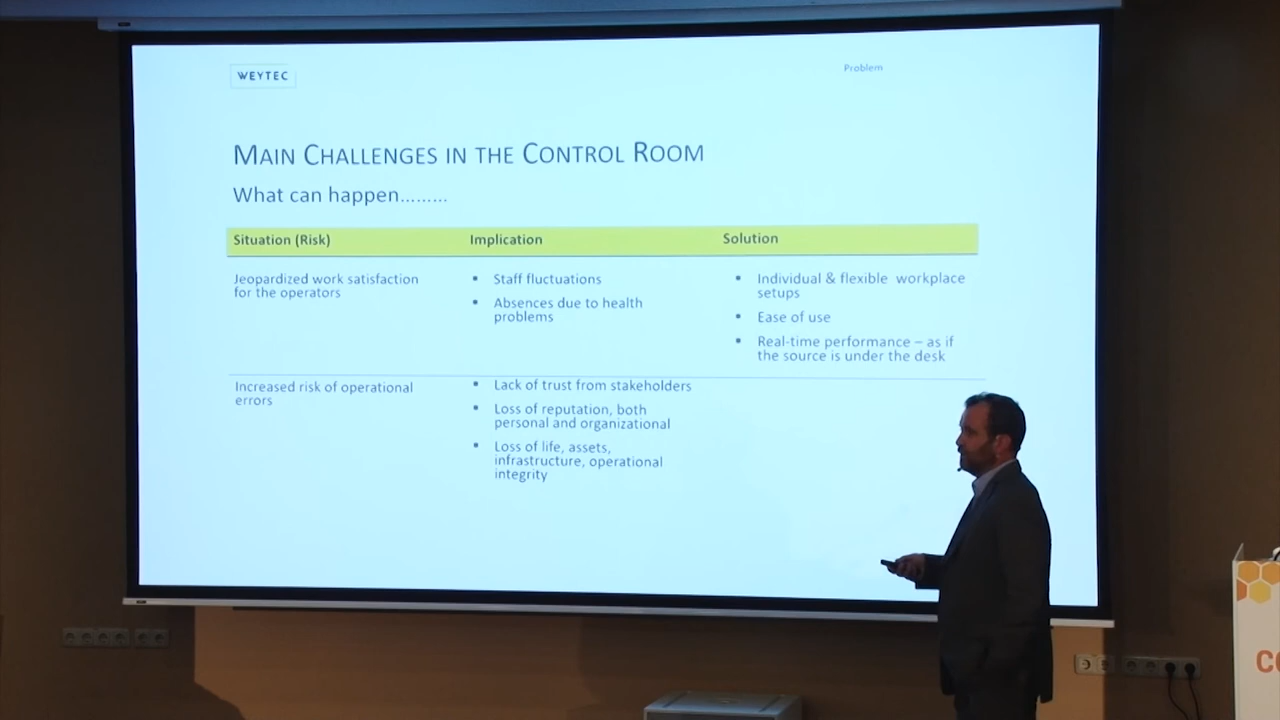 WEYTEC
Problem
MAIN CHALLENGES IN THE CONTROL ROOM
What can happen.........
Situation (Risk)
Implication
Solution
Jeopardized work satisfaction
for the operators
Staff fluctuations
Absences due to health
problems
Individual & flexible workplace
setups
Ease of use
Real-time performance – as if
the source is under the desk
Increased risk of operational
errors
Lack of trust from stakeholders
Loss of reputation, both
personal and organizational
Loss of life, assets,
infrastructure, operational
integrity